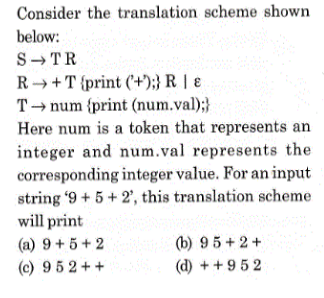 Consider the translation scheme shown
below:
S → T R
R → + T {print ('+');} R | ε
T → num {print (num.val);}
Here num is a token that represents an
integer and num.val represents the
corresponding integer value. For an input
string '9 + 5 + 2', this translation scheme
will print
(a) 9 + 5 + 2 (b) 9 5 + 2 +
(c) 9 5 2 + + (d) + + 9 5 2